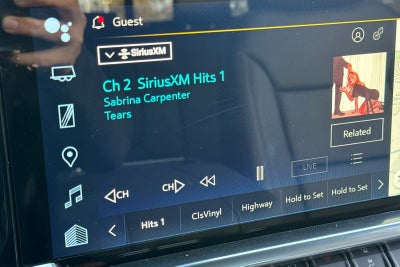 Guest
SiriusXM
Ch 2 SiriusXM Hits 1
Sabrina Carpenter
Tears
Related
CH
CH
LIVE
Hits 1
ClsVinyl
Highway
Hold to Set
Hold to Set